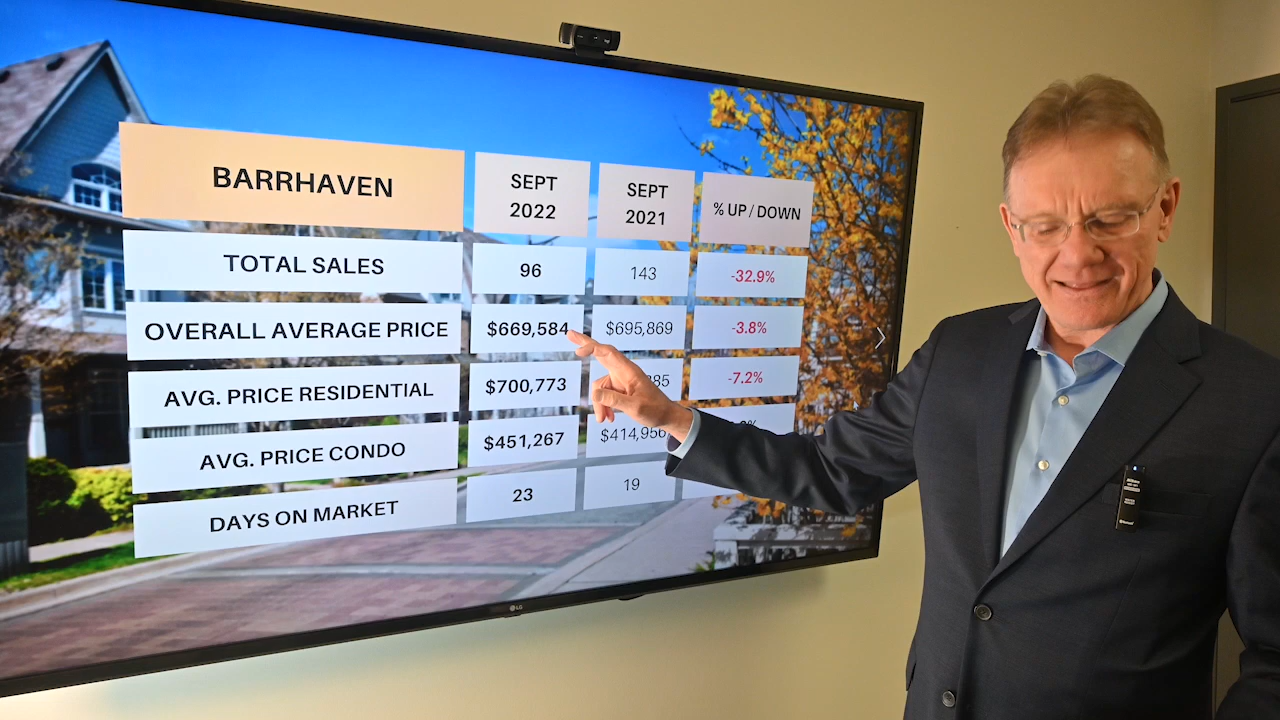 BARRHAVEN
SEPT
2022
SEPT
2021
% UP / DOWN
TOTAL SALES
96
143
-32.9%
OVERALL AVERAGE PRICE
$669,584
$695,869
-3.8%
AVG. PRICE RESIDENTIAL
$700,773
-7.2%
AVG. PRICE CONDO
$451,267
$414,956
DAYS ON MARKET
23
19
LG